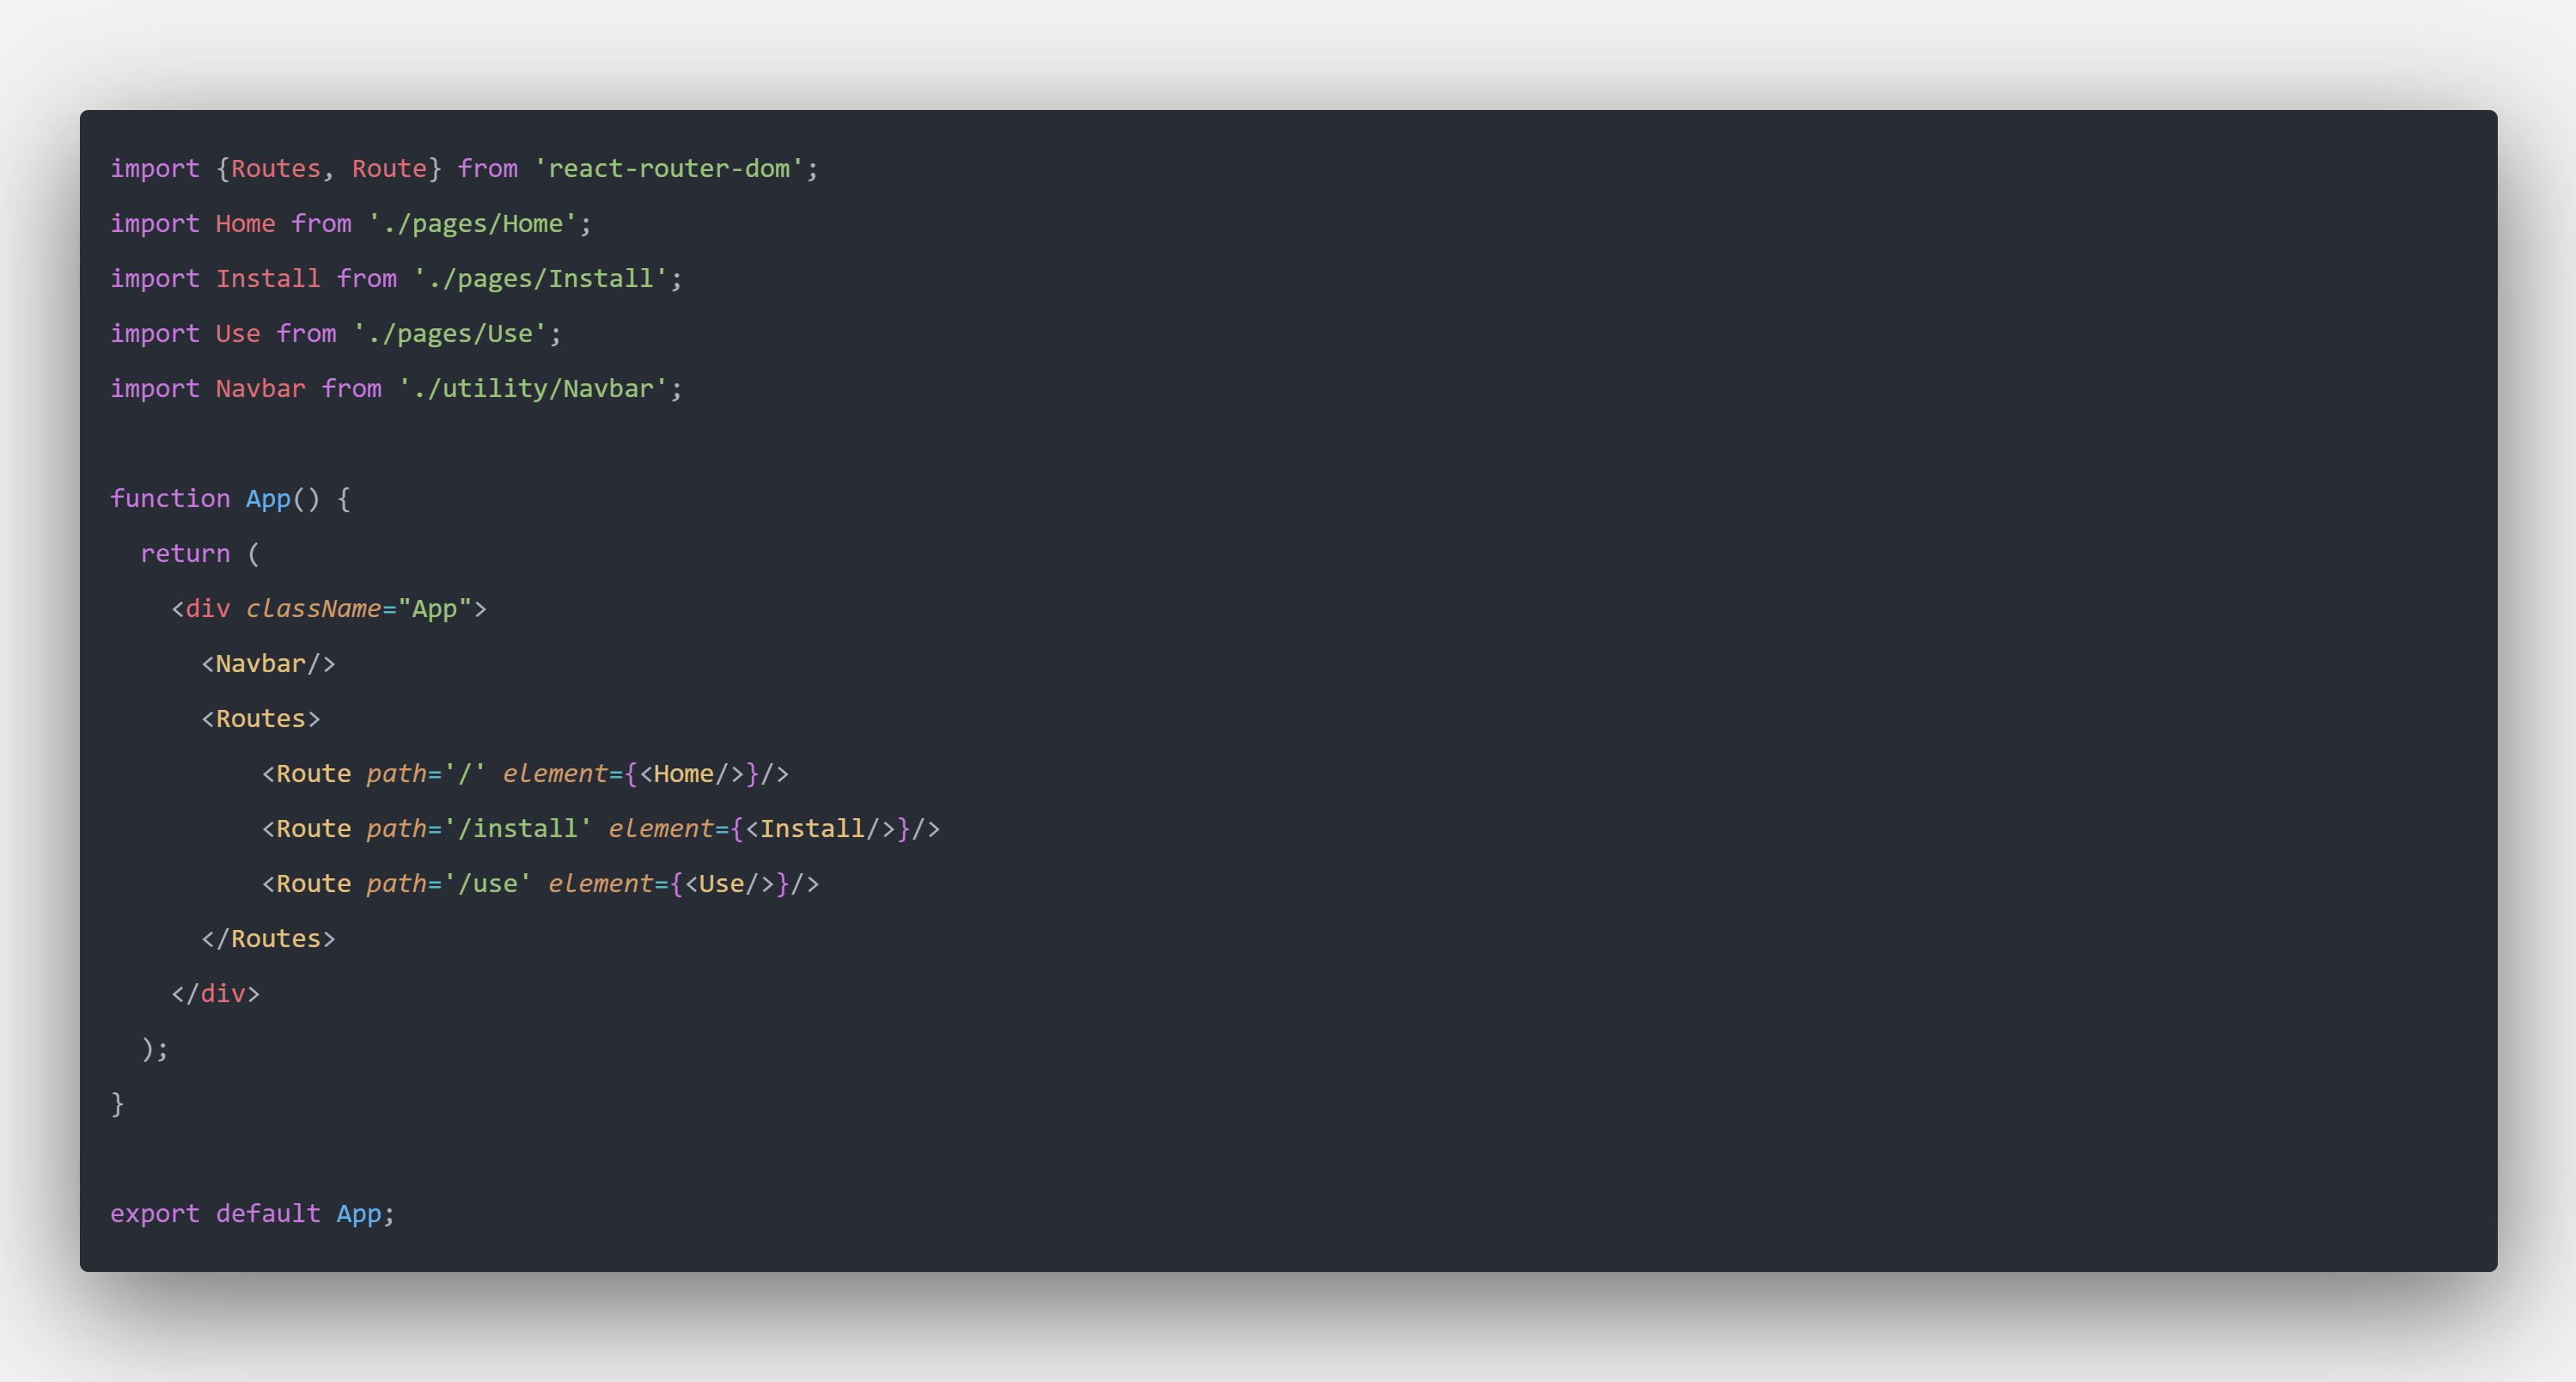 import {Routes, Route} from 'react-router-dom';
import Home from './pages/Home';
import Install from './pages/Install';
import Use from './pages/Use';
import Navbar from './utility/Navbar';

function App() {
  return (
    <div className="App">
      <Navbar/>
      <Routes>
          <Route path='/' element={<Home/>}/>
          <Route path='/install' element={<Install/>}/>
          <Route path='/use' element={<Use/>}/>
      </Routes>
    </div>
  );
}

export default App;